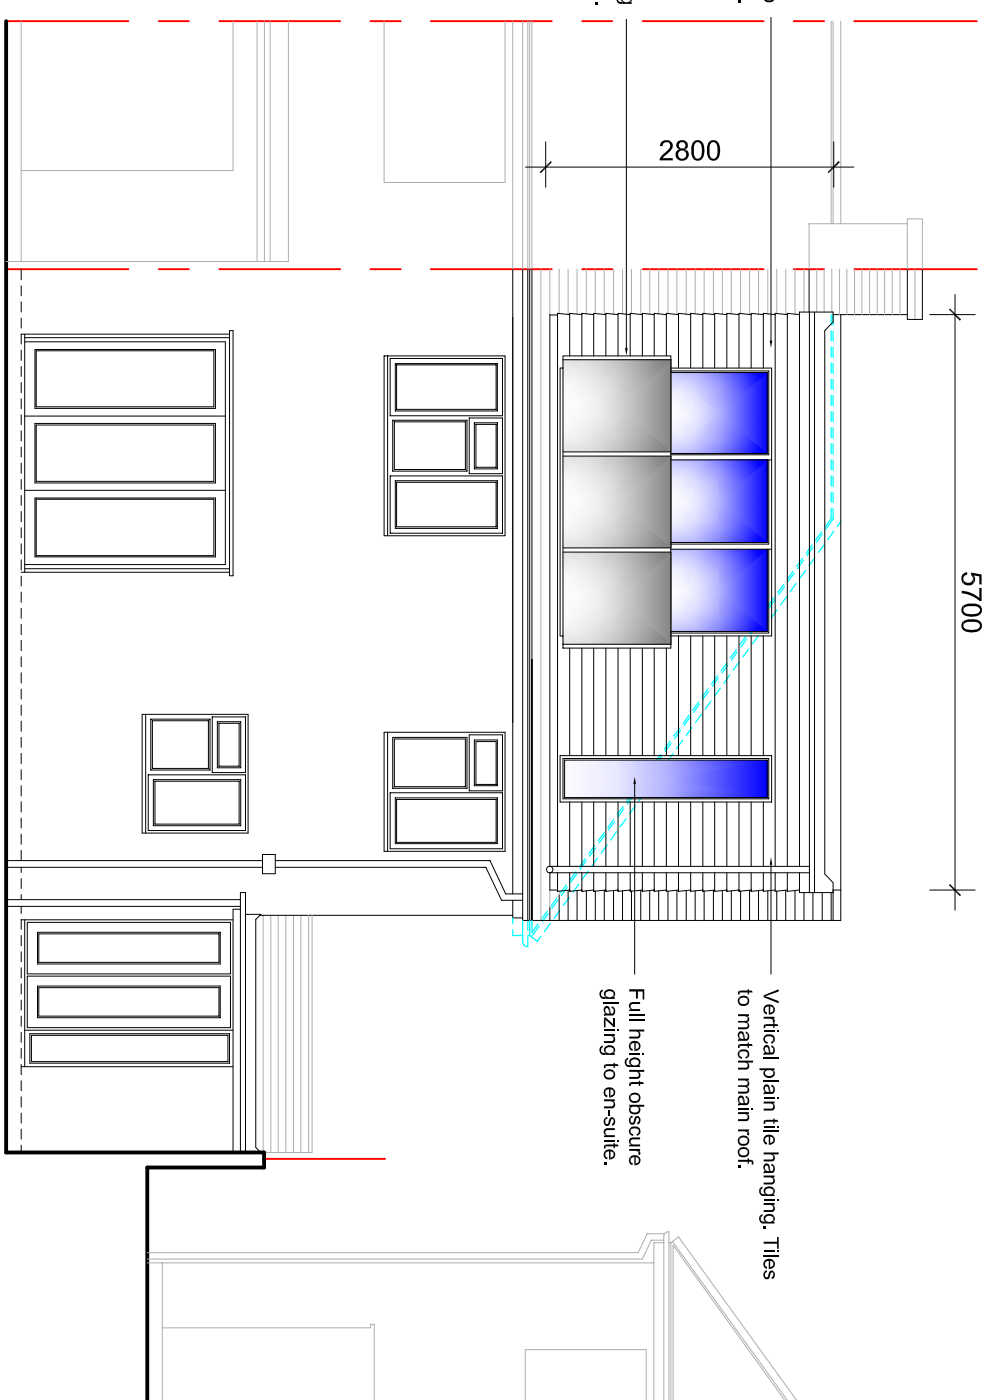 2800
5700
Vertical plain tile hanging. Tiles
to match main roof.
Full height obscure
glazing to en-suite.